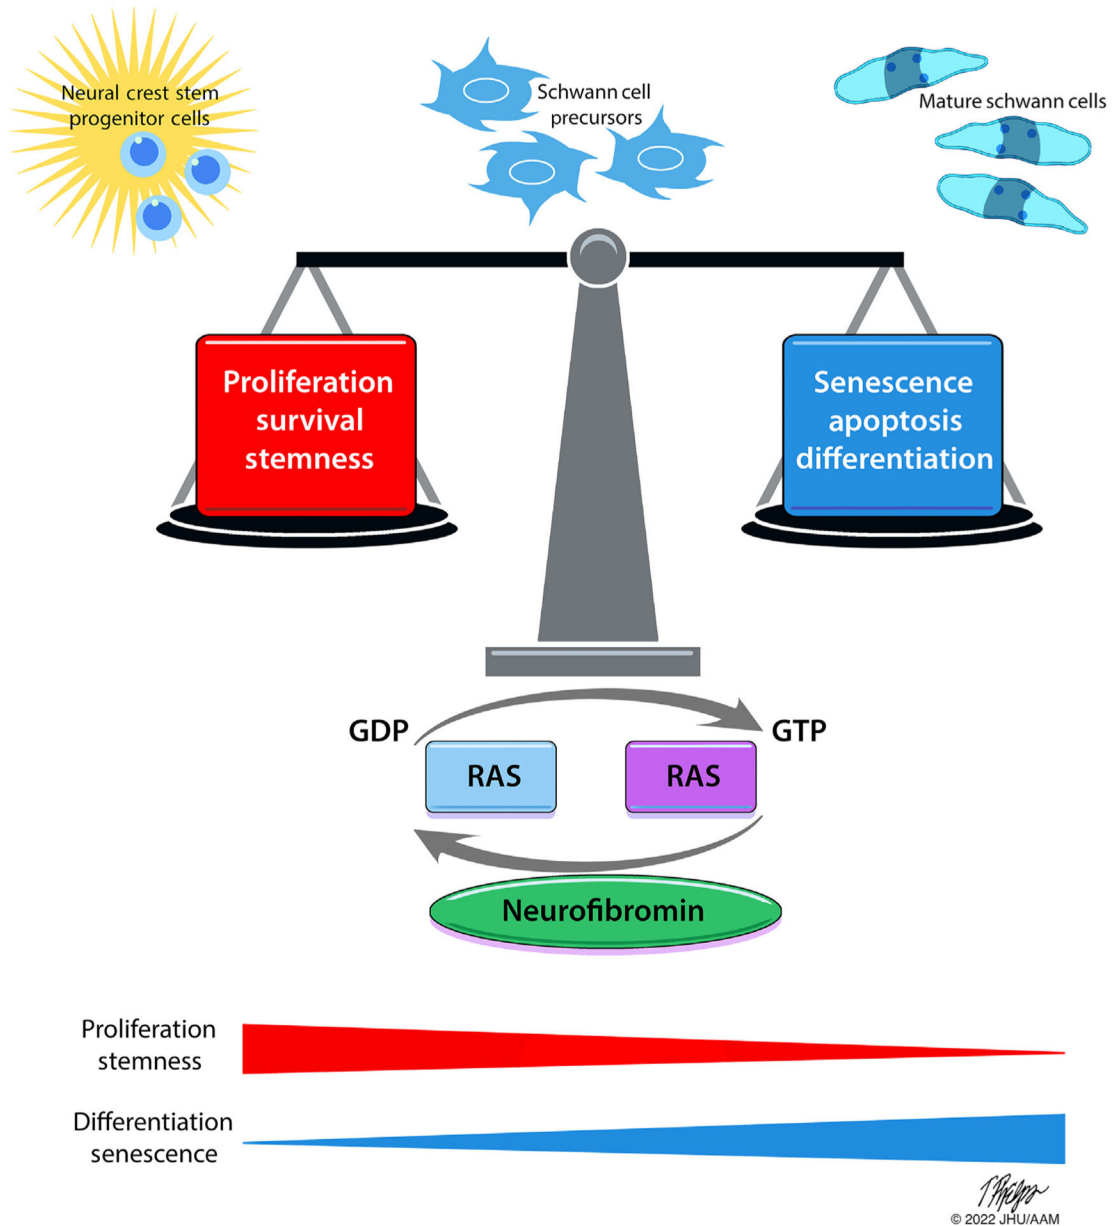 Neural crest stem
progenitor cells
Schwann cell
precursors
Mature schwann cells
Proliferation
survival
stemness
Senescence
apoptosis
differentiation
GDP
GTP
RAS
RAS
Neurofibromin
Proliferation
stemness
Differentiation
senescence
© 2022 JHU/AAM